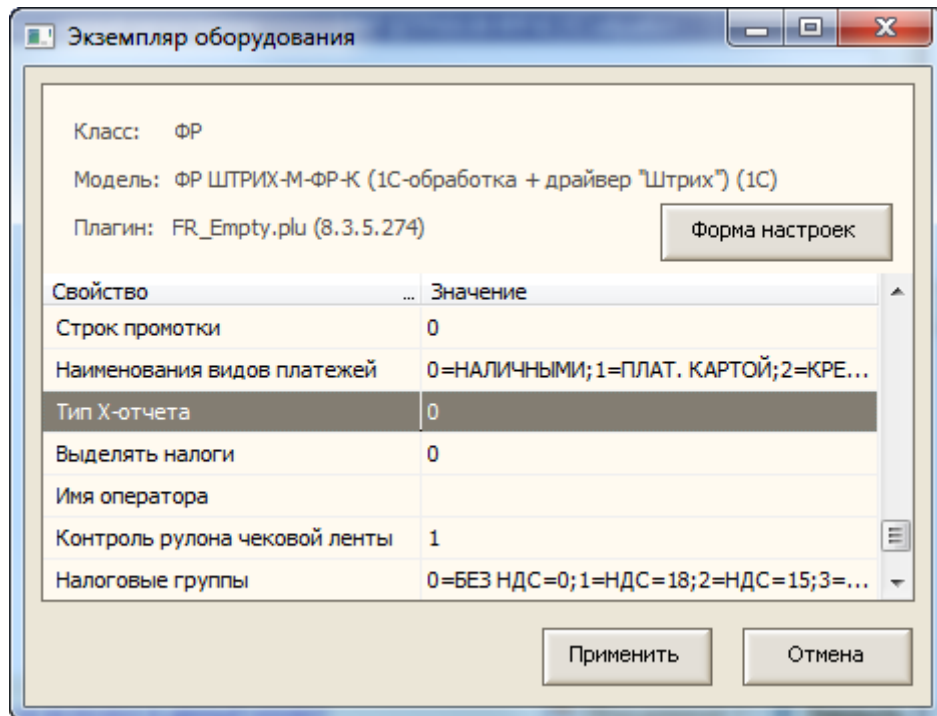 Экземпляр оборудования
Класс: ФР
Модель: ФР ШТРИХ-М-ФР-К (1С-обработка + драйвер "Штрих") (1С)
Плагин: FR_Empty.plu (8.3.5.274)
Форма настроек
Свойство ... Значение
Строк промотки 0
Наименования видов платежей 0=НАЛИЧНЫМИ;1=ПЛАТ. КАРТОЙ;2=КРЕ...
Тип X-отчета 0
Выделять налоги 0
Имя оператора
Контроль рулона чековой ленты 1
Налоговые группы 0=БЕЗ НДС=0;1=НДС=18;2=НДС=15;3=...
Применить Отмена